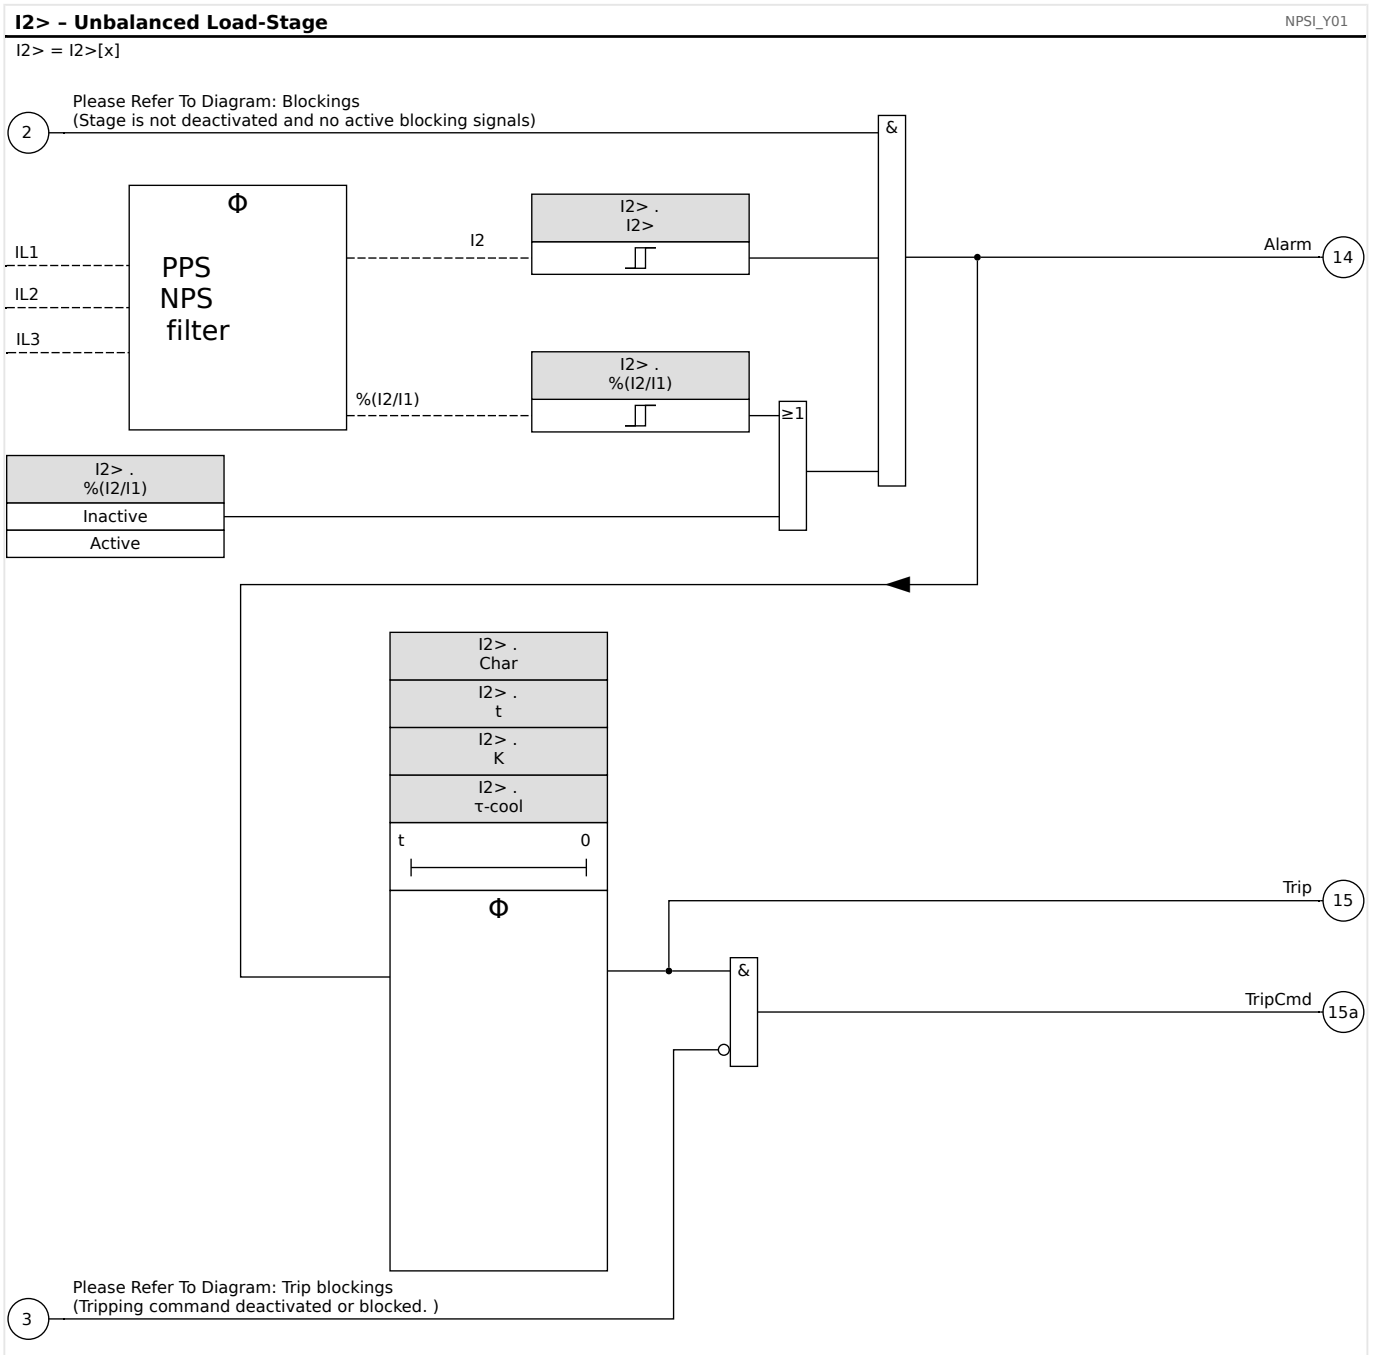 I2> – Unbalanced Load-Stage
NPSI_Y01
I2> = I2>[x]
Please Refer To Diagram: Blockings
(Stage is not deactivated and no active blocking signals)
2
&
Φ
I2> .
I2>
I2
IL1
Alarm
14
PPS
IL2
NPS
filter
IL3
I2> .
%(I2/I1)
%(I2/I1)
≥1
I2> .
%(I2/I1)
Inactive
Active
I2> .
Char
I2> .
t
I2> .
K
I2> .
τ-cool
t 0
Φ
Trip
15
&
TripCmd
15a
Please Refer To Diagram: Trip blockings
(Tripping command deactivated or blocked. )
3